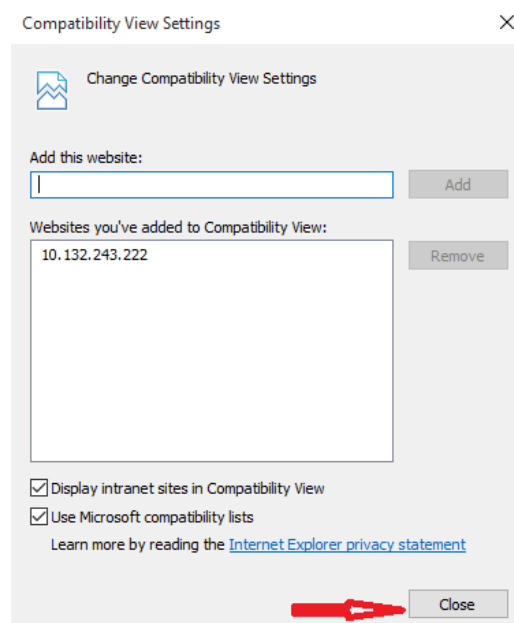 Compatibility View Settings
Change Compatibility View Settings
Add this website:
Add
Websites you've added to Compatibility View:
10.132.243.222
Remove
Display intranet sites in Compatibility View
Use Microsoft compatibility lists
Learn more by reading the Internet Explorer privacy statement
Close